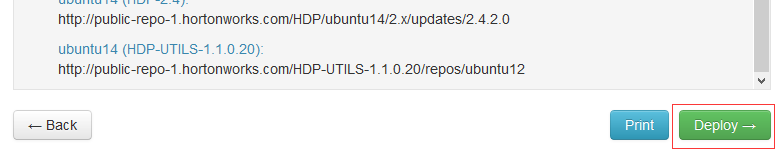 ubuntu14 (HDP-2.4):
http://public-repo-1.hortonworks.com/HDP/ubuntu14/2.x/updates/2.4.2.0
ubuntu14 (HDP-UTILS-1.1.0.20):
http://public-repo-1.hortonworks.com/HDP-UTILS-1.1.0.20/repos/ubuntu12
← Back
Print
Deploy →